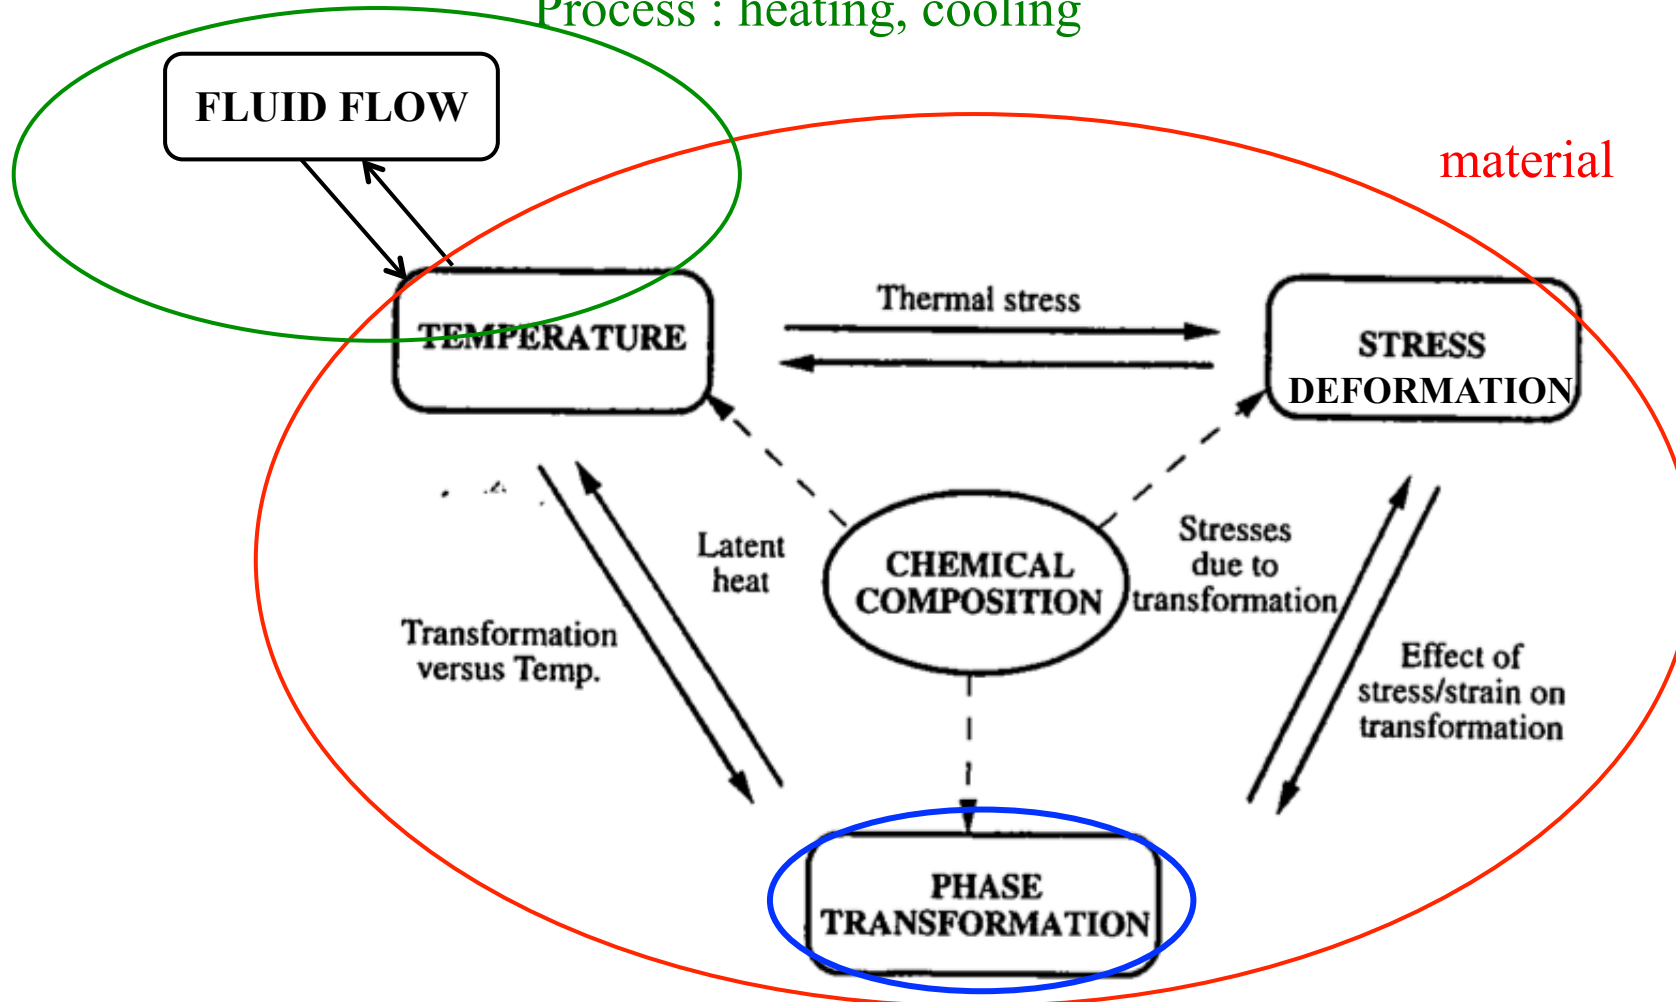 Process : heating, cooling
FLUID FLOW
material
Thermal stress
TEMPERATURE
STRESS
DEFORMATION
Latent
heat
CHEMICAL
COMPOSITION
Stresses
due to
transformation
Transformation
versus Temp.
Effect of
stress/strain on
transformation
PHASE
TRANSFORMATION